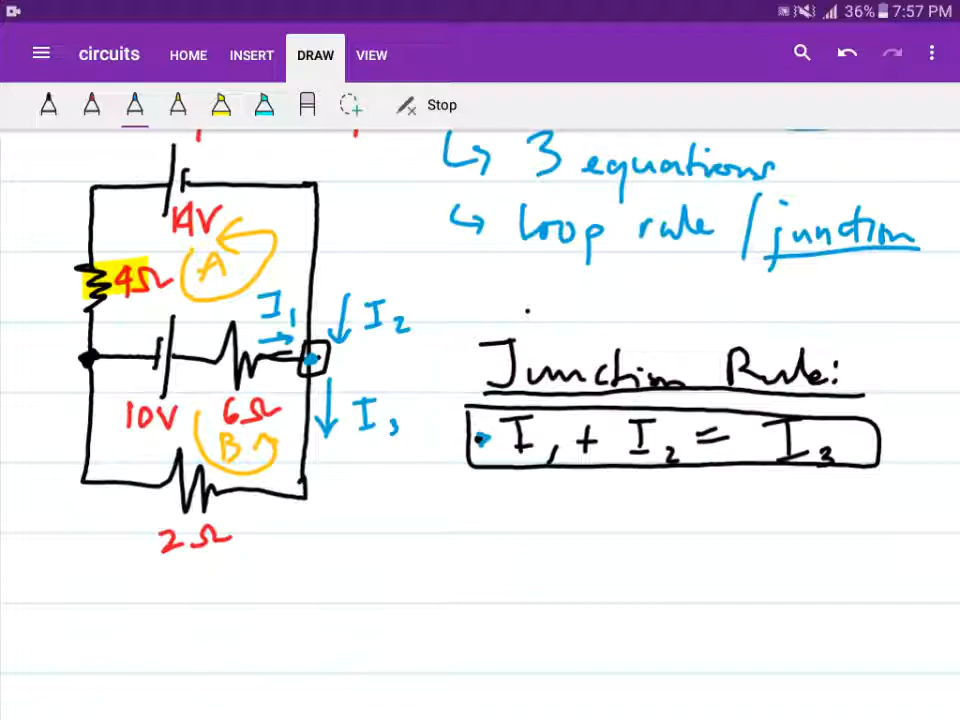 36% 7:57 PM
circuits HOME INSERT DRAW VIEW
Stop
↳ 3 equations
↳ loop rule / junction
14V
A
4Ω
I₁
I₂
10V
6Ω
I₃
B
2Ω
Junction Rule:
• I₁ + I₂ = I₃